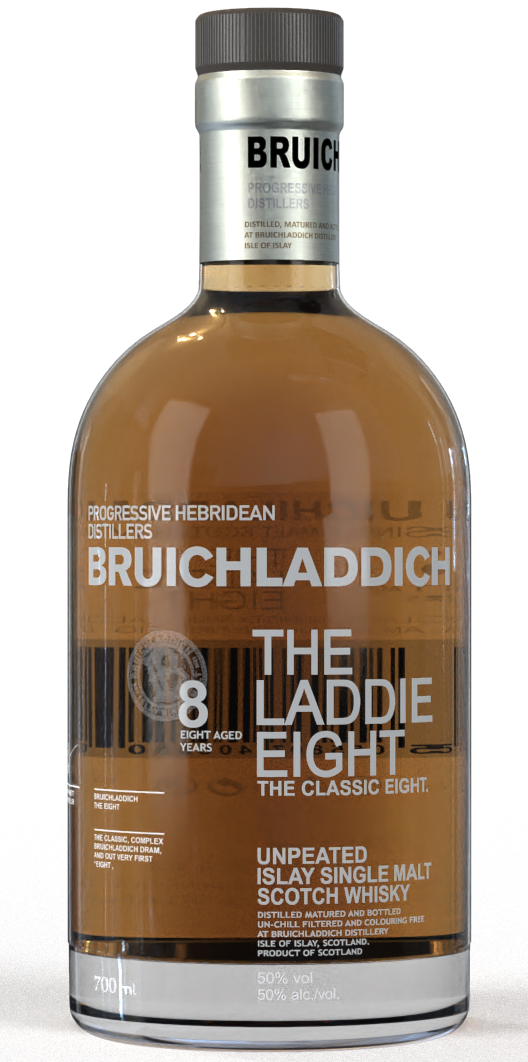 BRUICH
PROGRESSIVE
DISTILLERS
DISTILLED, MATURED AND
AT BRUICHLADDICH
ISLE OF ISLAY
PROGRESSIVE HEBRIDEAN
DISTILLERS
BRUICHLADDICH
THE
LADDIE
EIGHT
THE CLASSIC EIGHT.
8
EIGHT AGED
YEARS
BRUICHLADDICH
THE EIGHT
THE CLASSIC, COMPLEX
BRUICHLADDICH DRAM,
AND OUT VERY FIRST
"EIGHT.
UNPEATED
ISLAY SINGLE MALT
SCOTCH WHISKY
DISTILLED MATURED AND BOTTLED
UN-CHILL FILTERED AND COLOURING FREE
AT BRUICHLADDICH DISTILLERY
ISLE OF ISLAY, SCOTLAND.
PRODUCT OF SCOTLAND
700 ml
50% vol
50% alc./vol.